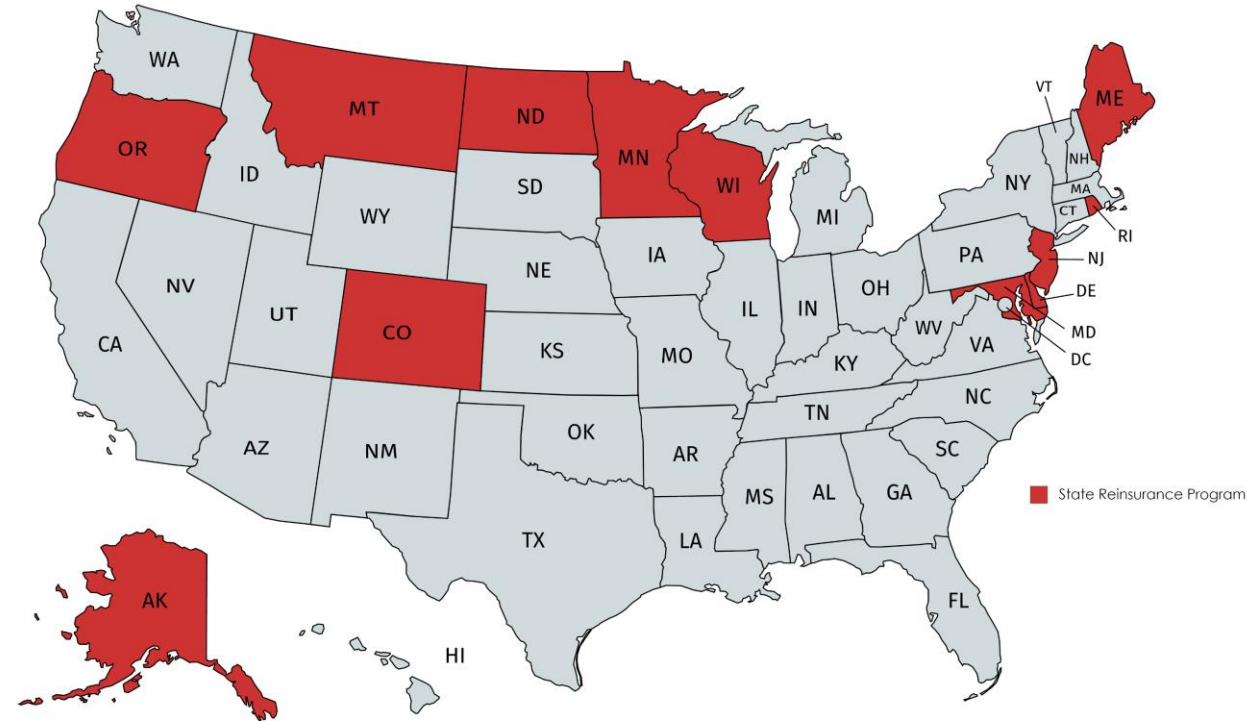 WA
MT
ND
MN
OR
ID
WY
SD
WI
MI
NY
VT
NH
ME
MA
CT
RI
NJ
DE
MD
DC
PA
NV
UT
CO
NE
IA
IL
IN
OH
WV
VA
CA
KS
MO
KY
NC
AZ
NM
OK
AR
TN
SC
MS
AL
GA
State Reinsurance Program
TX
LA
FL
AK
HI